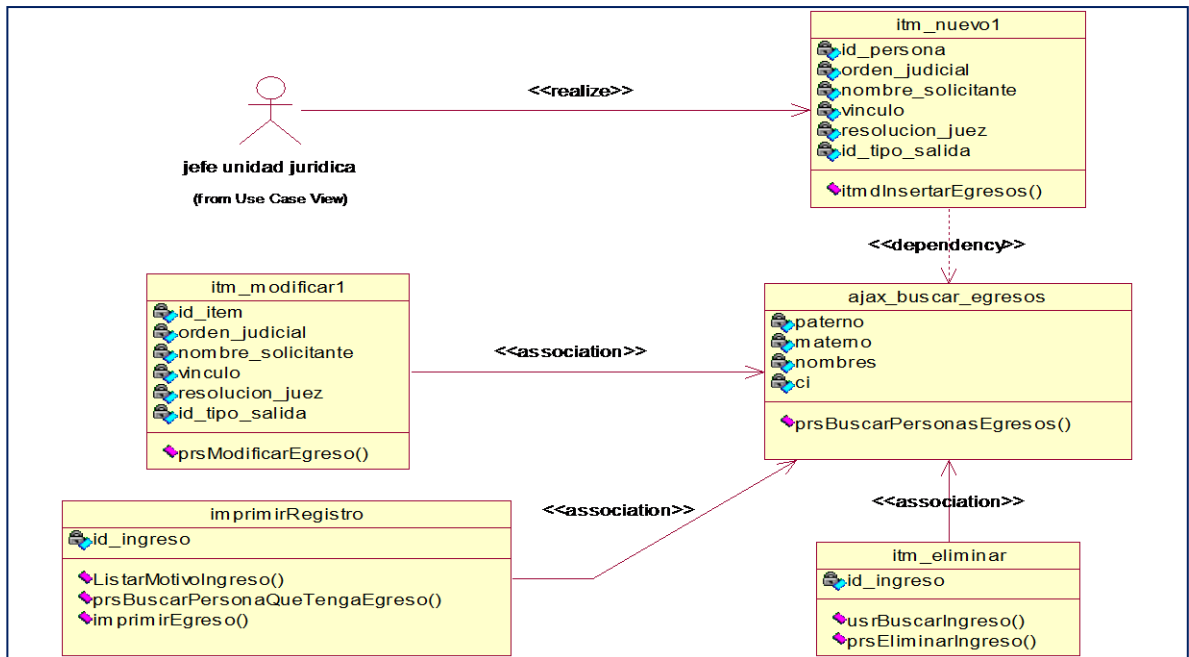 itm_nuevo1
id_persona
orden_judicial
nombre_solicitante
vinculo
resolucion_juez
id_tipo_salida
itmdInsertarEgresos()
<<realize>>
jefe unidad juridica
(from Use Case View)
<<dependency>>
itm_modificar1
id_item
orden_judicial
nombre_solicitante
vinculo
resolucion_juez
id_tipo_salida
prsModificarEgreso()
<<association>>
ajax_buscar_egresos
paterno
materno
nombres
ci
prsBuscarPersonasEgresos()
imprimirRegistro
id_ingreso
ListarMotivoIngreso()
prsBuscarPersonaQueTengaEgreso()
imprimirEgreso()
<<association>>
<<association>>
itm_eliminar
id_ingreso
usrBuscarIngreso()
prsEliminarIngreso()